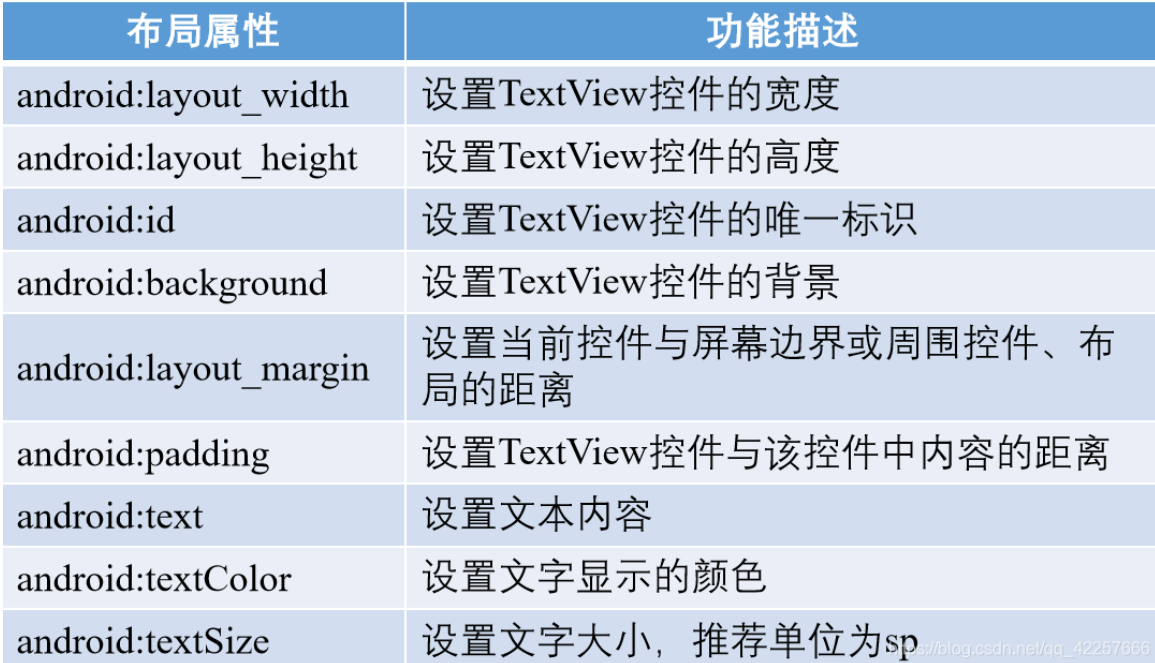 布局属性 功能描述
android:layout_width 设置TextView控件的宽度
android:layout_height 设置TextView控件的高度
android:id 设置TextView控件的唯一标识
android:background 设置TextView控件的背景
android:layout_margin 设置当前控件与屏幕边界或周围控件、布
局的距离
android:padding 设置TextView控件与该控件中内容的距离
android:text 设置文本内容
android:textColor 设置文字显示的颜色
android:textSize 设置文字大小，推荐单位为sp
https://blog.csdn.net/qq_42257666